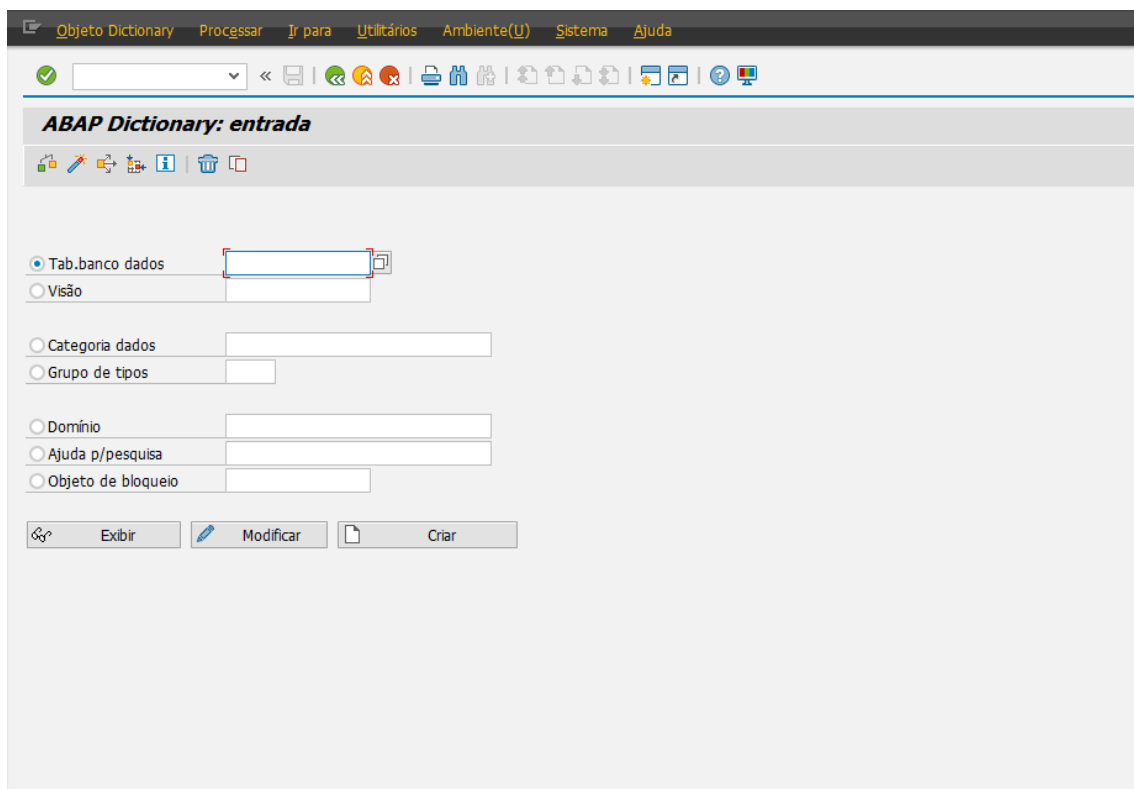 Objeto Dictionary Processar Ir para Utilitários Ambiente(U) Sistema Ajuda
ABAP Dictionary: entrada
Tab.banco dados
Visão
Categoria dados
Grupo de tipos
Domínio
Ajuda p/pesquisa
Objeto de bloqueio
Exibir Modificar Criar